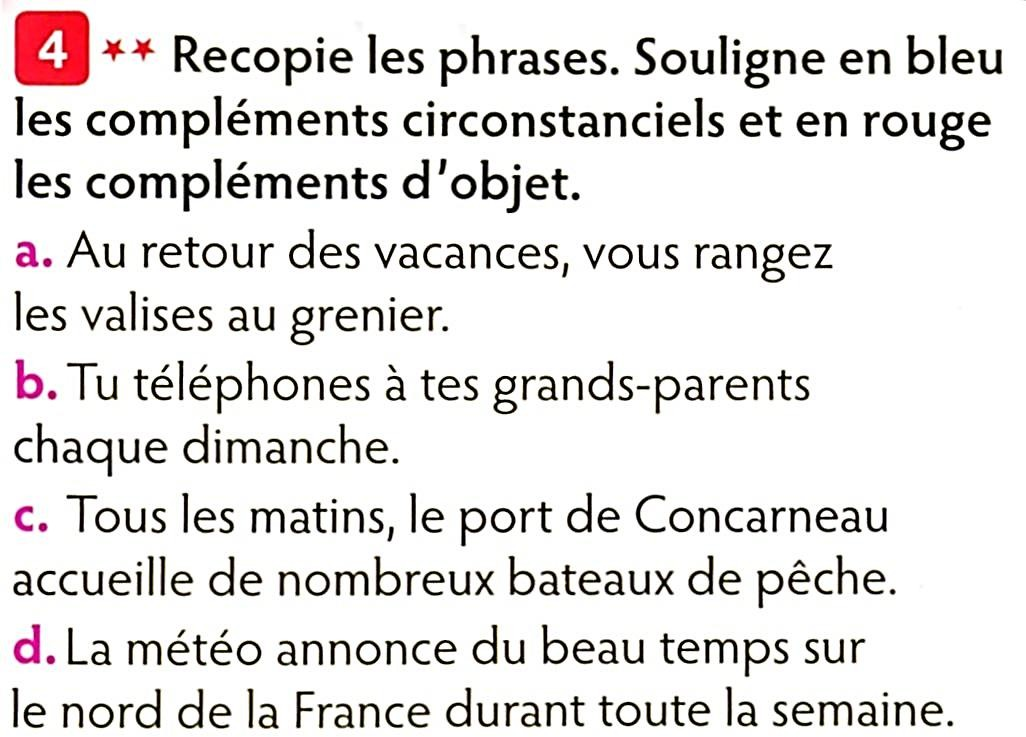 4 ★★ Recopie les phrases. Souligne en bleu
les compléments circonstanciels et en rouge
les compléments d'objet.
a. Au retour des vacances, vous rangez
les valises au grenier.
b. Tu téléphones à tes grands-parents
chaque dimanche.
c. Tous les matins, le port de Concarneau
accueille de nombreux bateaux de pêche.
d. La météo annonce du beau temps sur
le nord de la France durant toute la semaine.